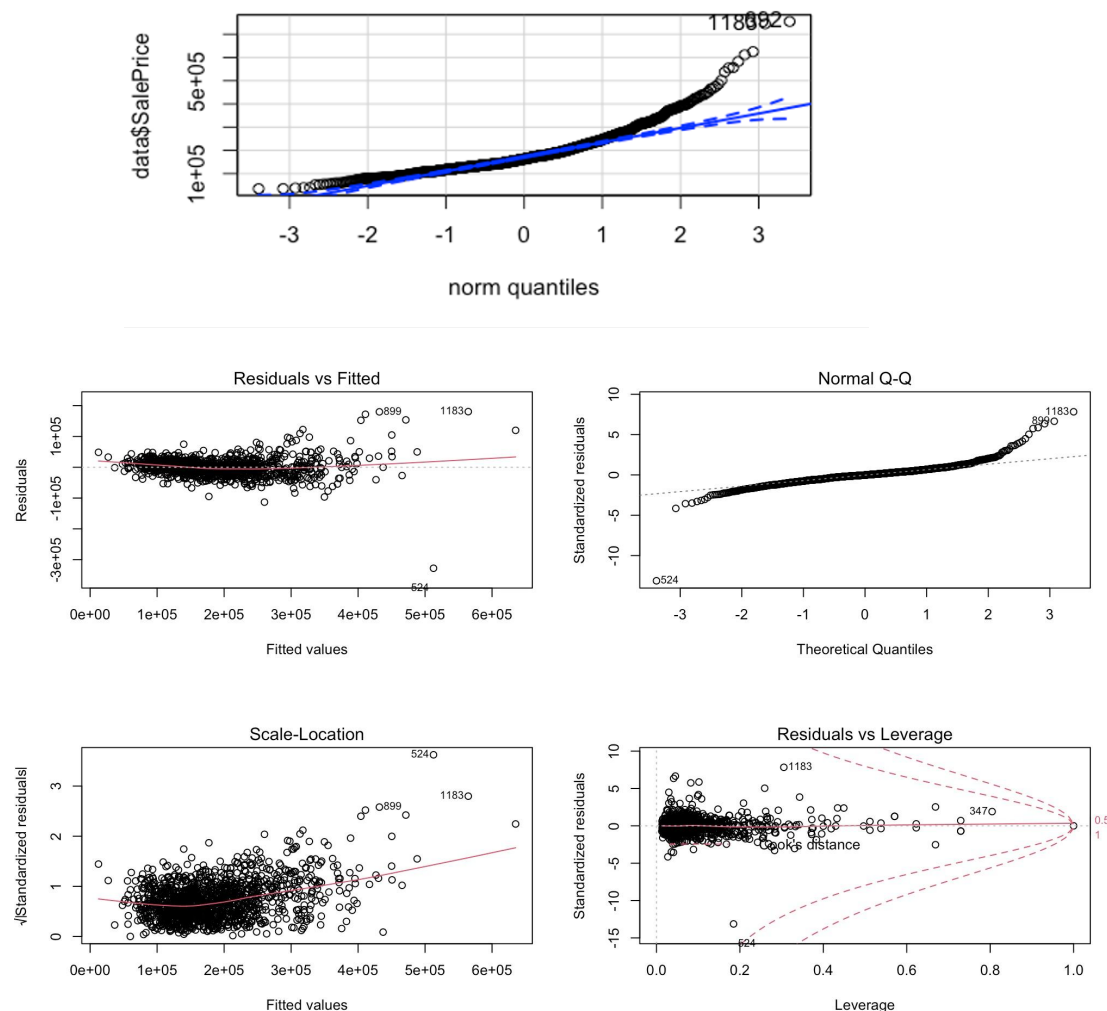 1183 692
data$SalePrice
5e+05
1e+05
-3 -2 -1 0 1 2 3
norm quantiles
Residuals vs Fitted
Residuals
1e+05
-1e+05
-3e+05
899
1183
524
0e+00 1e+05 2e+05 3e+05 4e+05 5e+05 6e+05
Fitted values
Normal Q-Q
Standardized residuals
10
5
0
-5
-10
1183
899
524
-3 -2 -1 0 1 2 3
Theoretical Quantiles
Scale-Location
√|Standardized residuals|
3
2
1
0
524
1183
899
0e+00 1e+05 2e+05 3e+05 4e+05 5e+05 6e+05
Fitted values
Residuals vs Leverage
Standardized residuals
10
5
0
-5
-10
-15
1183
347
0.5
1
Cook's distance
524
0.0 0.2 0.4 0.6 0.8 1.0
Leverage